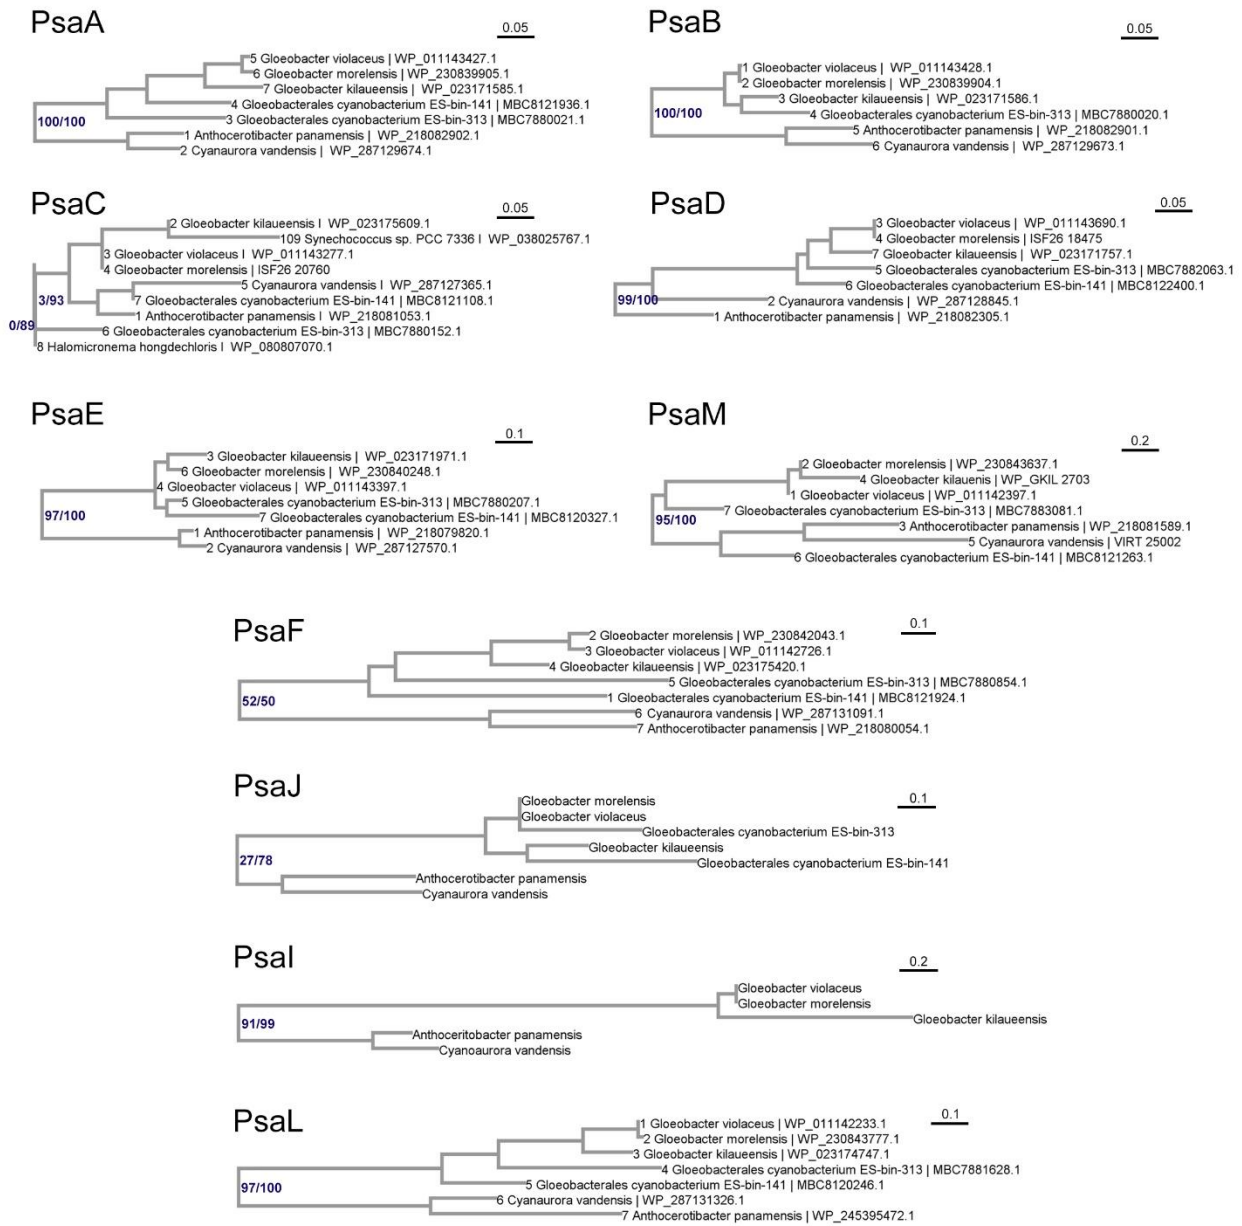 PsaA
0.05
5 Gloeobacter violaceus | WP_011143427.1
6 Gloeobacter morelensis | WP_230839905.1
7 Gloeobacter kilaueensis | WP_023171585.1
4 Gloeobacterales cyanobacterium ES-bin-141 | MBC8121936.1
3 Gloeobacterales cyanobacterium ES-bin-313 | MBC7880021.1
100/100
1 Anthocerotibacter panamensis | WP_218082902.1
2 Cyanaurora vandensis | WP_287129674.1
PsaB
0.05
1 Gloeobacter violaceus | WP_011143428.1
2 Gloeobacter morelensis | WP_230839904.1
3 Gloeobacter kilaueensis | WP_023171586.1
100/100
4 Gloeobacterales cyanobacterium ES-bin-313 | MBC7880020.1
5 Anthocerotibacter panamensis | WP_218082901.1
6 Cyanaurora vandensis | WP_287129673.1
PsaC
0.05
2 Gloeobacter kilaueensis I WP_023175609.1
109 Synechococcus sp. PCC 7336 I WP_038025767.1
3 Gloeobacter violaceus I WP_011143277.1
4 Gloeobacter morelensis | ISF26 20760
5 Cyanaurora vandensis I WP_287127365.1
3/93
7 Gloeobacterales cyanobacterium ES-bin-141 | MBC8121108.1
1 Anthocerotibacter panamensis I WP_218081053.1
0/89
6 Gloeobacterales cyanobacterium ES-bin-313 | MBC7880152.1
8 Halomicronema hongdechloris I WP_080807070.1
PsaD
0.05
3 Gloeobacter violaceus | WP_011143690.1
4 Gloeobacter morelensis | ISF26 18475
7 Gloeobacter kilaueensis | WP_023171757.1
5 Gloeobacterales cyanobacterium ES-bin-313 | MBC7882063.1
6 Gloeobacterales cyanobacterium ES-bin-141 | MBC8122400.1
99/100
2 Cyanaurora vandensis | WP_287128845.1
1 Anthocerotibacter panamensis | WP_218082305.1
PsaE
0.1
3 Gloeobacter kilaueensis | WP_023171971.1
6 Gloeobacter morelensis | WP_230840248.1
4 Gloeobacter violaceus | WP_011143397.1
5 Gloeobacterales cyanobacterium ES-bin-313 | MBC7880207.1
97/100
7 Gloeobacterales cyanobacterium ES-bin-141 | MBC8120327.1
1 Anthocerotibacter panamensis | WP_218079820.1
2 Cyanaurora vandensis | WP_287127570.1
PsaM
0.2
2 Gloeobacter morelensis | WP_230843637.1
4 Gloeobacter kilauenis | WP_GKIL 2703
1 Gloeobacter violaceus | WP_011142397.1
7 Gloeobacterales cyanobacterium ES-bin-313 | MBC7883081.1
95/100
3 Anthocerotibacter panamensis | WP_218081589.1
5 Cyanaurora vandensis | VIRT 25002
6 Gloeobacterales cyanobacterium ES-bin-141 | MBC8121263.1
PsaF
0.1
2 Gloeobacter morelensis | WP_230842043.1
3 Gloeobacter violaceus | WP_011142726.1
4 Gloeobacter kilaueensis | WP_023175420.1
5 Gloeobacterales cyanobacterium ES-bin-313 | MBC7880854.1
52/50
1 Gloeobacterales cyanobacterium ES-bin-141 | MBC8121924.1
6 Cyanaurora vandensis | WP_287131091.1
7 Anthocerotibacter panamensis | WP_218080054.1
PsaJ
0.1
Gloeobacter morelensis
Gloeobacter violaceus
Gloeobacterales cyanobacterium ES-bin-313
Gloeobacter kilaueensis
27/78
Gloeobacterales cyanobacterium ES-bin-141
Anthocerotibacter panamensis
Cyanaurora vandensis
PsaI
0.2
Gloeobacter violaceus
Gloeobacter morelensis
Gloeobacter kilaueensis
91/99
Anthoceritobacter panamensis
Cyanoaurora vandensis
PsaL
0.1
1 Gloeobacter violaceus | WP_011142233.1
2 Gloeobacter morelensis | WP_230843777.1
3 Gloeobacter kilaueensis | WP_023174747.1
4 Gloeobacterales cyanobacterium ES-bin-313 | MBC7881628.1
97/100
5 Gloeobacterales cyanobacterium ES-bin-141 | MBC8120246.1
6 Cyanaurora vandensis | WP_287131326.1
7 Anthocerotibacter panamensis | WP_245395472.1